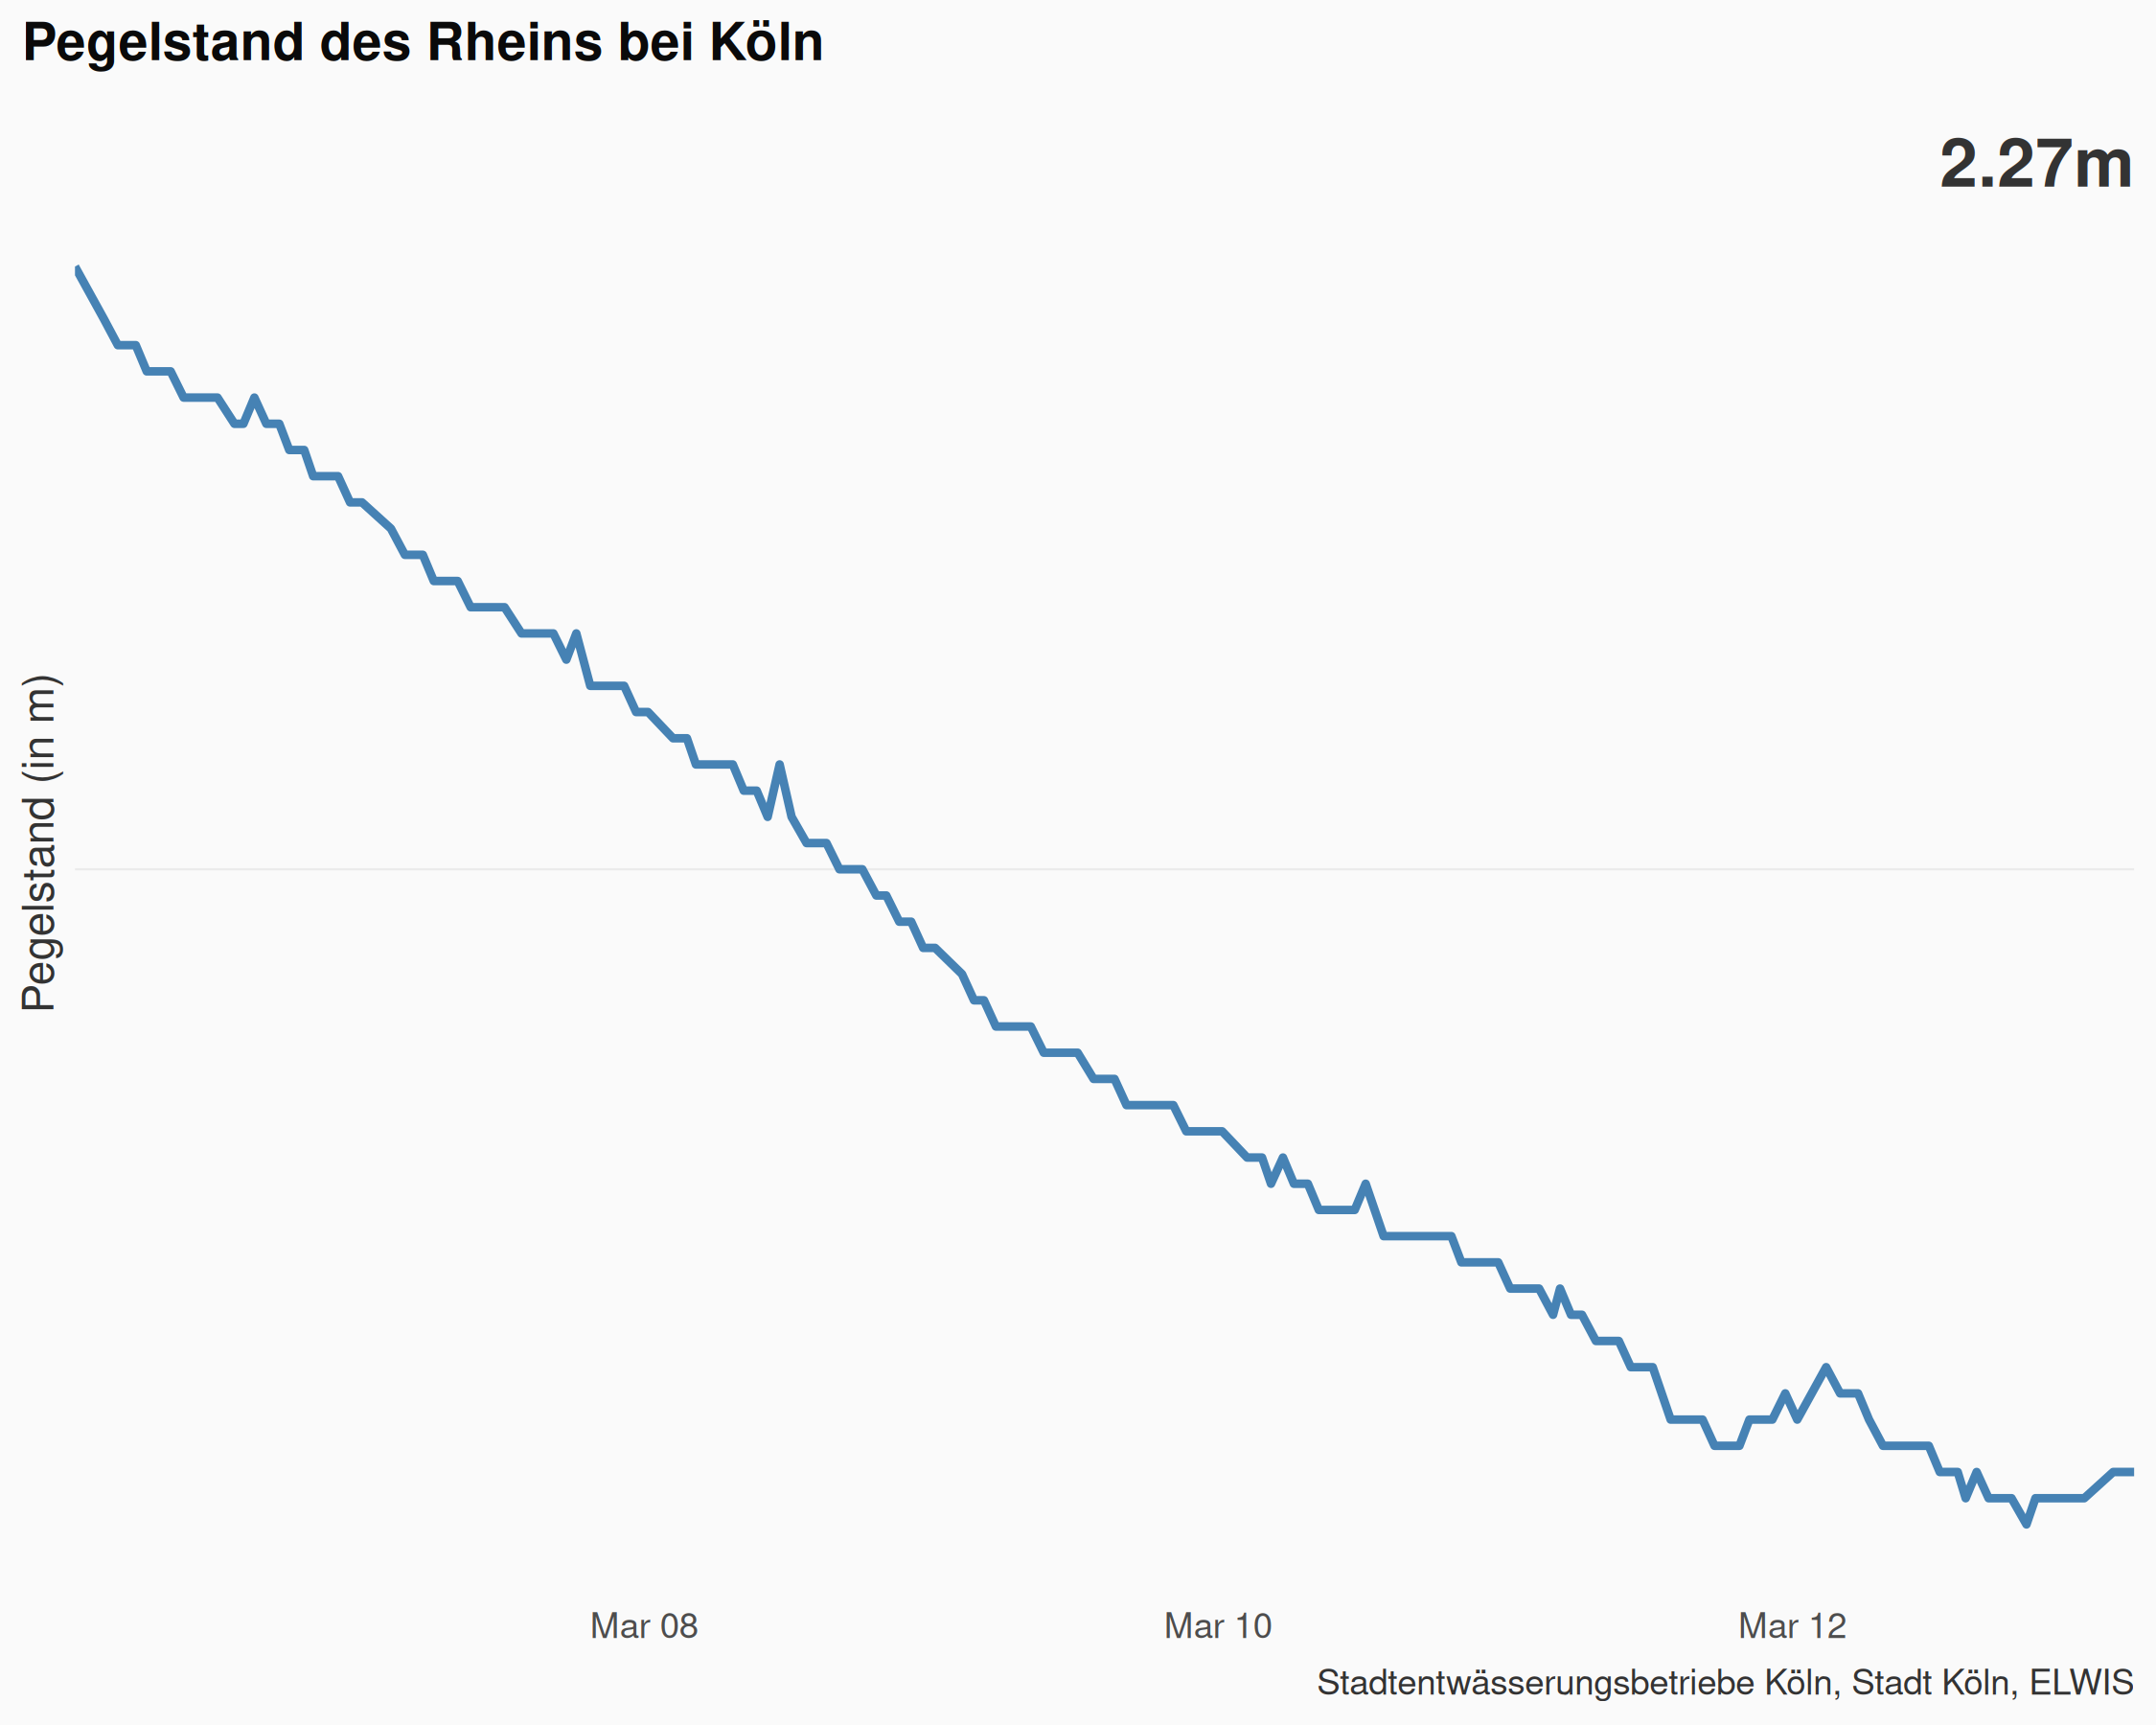 Pegelstand des Rheins bei Köln
2.27m
Pegelstand (in m)
Mar 08
Mar 10
Mar 12
Stadtentwässerungsbetriebe Köln, Stadt Köln, ELWIS